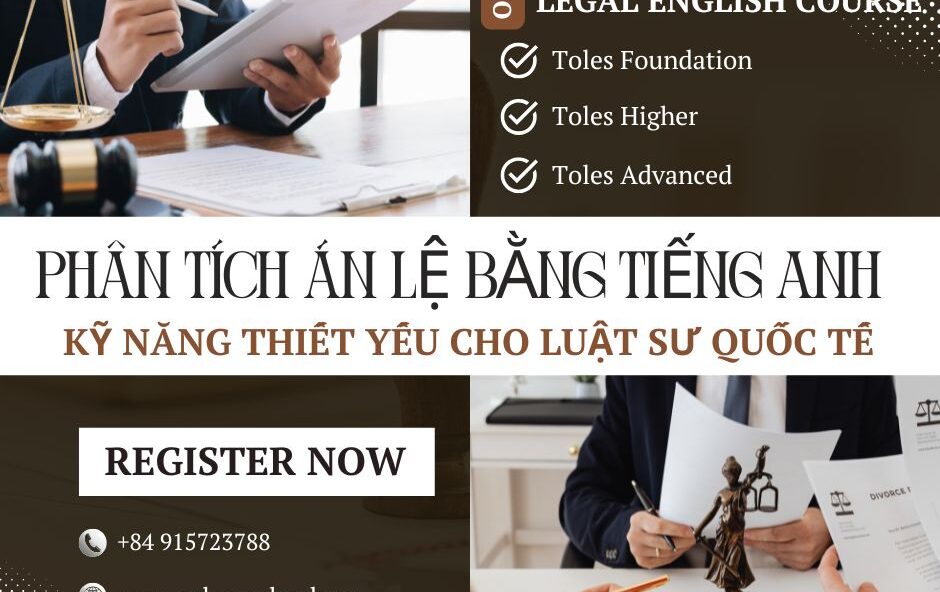 LEGAL ENGLISH COURSE
Toles Foundation
Toles Higher
Toles Advanced
PHÂN TÍCH ÁN LỆ BẰNG TIẾNG ANH
KỸ NĂNG THIẾT YẾU CHO LUẬT SƯ QUỐC TẾ
REGISTER NOW
+84 915723788
DIVORCE